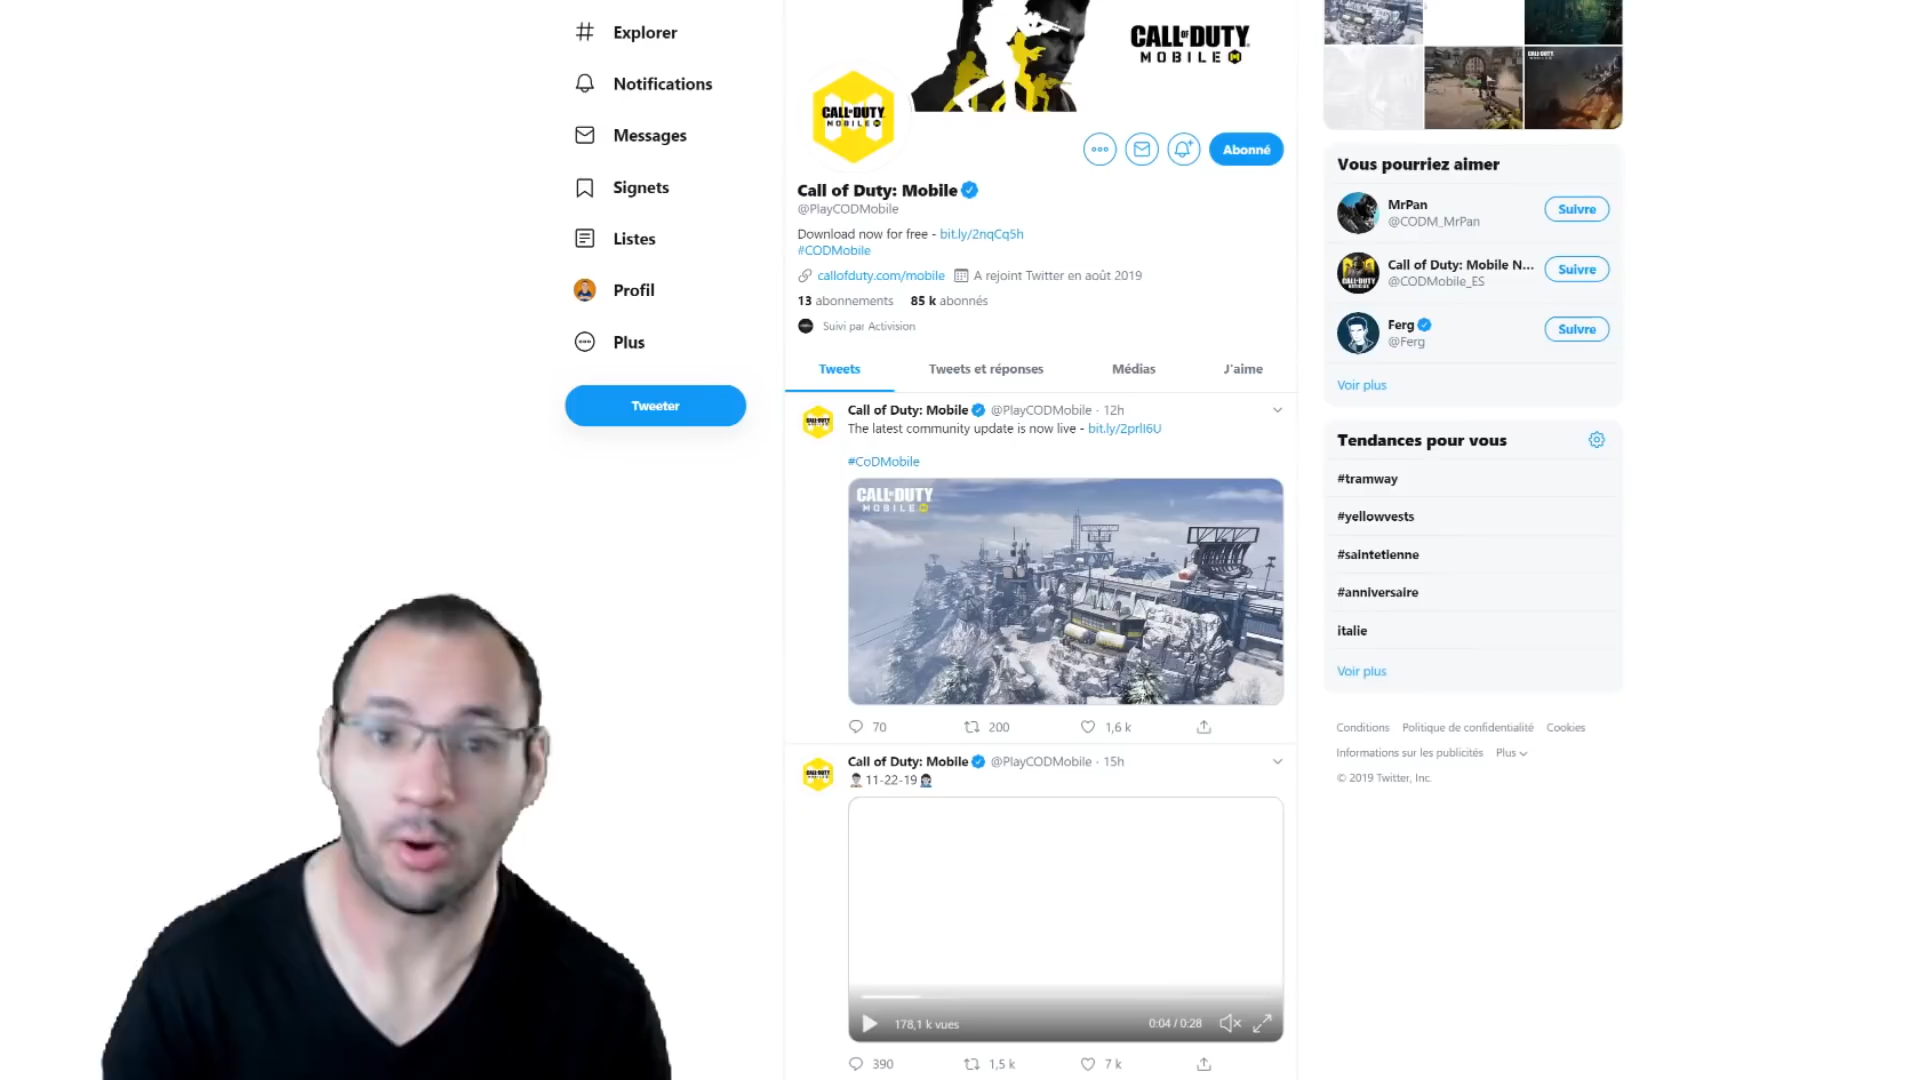 Explorer
Notifications
Messages
Signets
Listes
Profil
Plus
Tweeter
CALL OF DUTY
MOBILE
CALL OF DUTY
MOBILE
Abonné
Call of Duty: Mobile
@PlayCODMobile
Download now for free - bit.ly/2nqCq5h
#CODMobile
callofduty.com/mobile A rejoint Twitter en août 2019
13 abonnements 85 k abonnés
Suivi par Activision
Tweets Tweets et réponses Médias J'aime
Call of Duty: Mobile @PlayCODMobile · 12h
The latest community update is now live - bit.ly/2prlI6U
#CoDMobile
CALL OF DUTY
MOBILE
70 200 1,6 k
Call of Duty: Mobile @PlayCODMobile · 15h
11-22-19
178,1 k vues 0:04 / 0:28
390 1,5 k 7 k
Vous pourriez aimer
MrPan
@CODM_MrPan
Suivre
Call of Duty: Mobile N...
@CODMobile_ES
Suivre
Ferg
@Ferg
Suivre
Voir plus
Tendances pour vous
#tramway
#yellowvests
#saintetienne
#anniversaire
italie
Voir plus
Conditions Politique de confidentialité Cookies
Informations sur les publicités Plus
© 2019 Twitter, Inc.